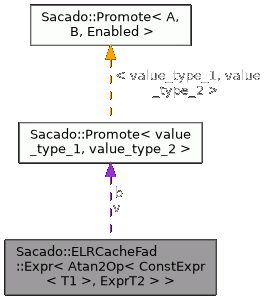 Sacado::Promote< A,
B, Enabled >
< value_type_1, value
_type_2 >
Sacado::Promote< value
_type_1, value_type_2 >
b
v
Sacado::ELRCacheFad
::Expr< Atan2Op< ConstExpr
< T1 >, ExprT2 > >